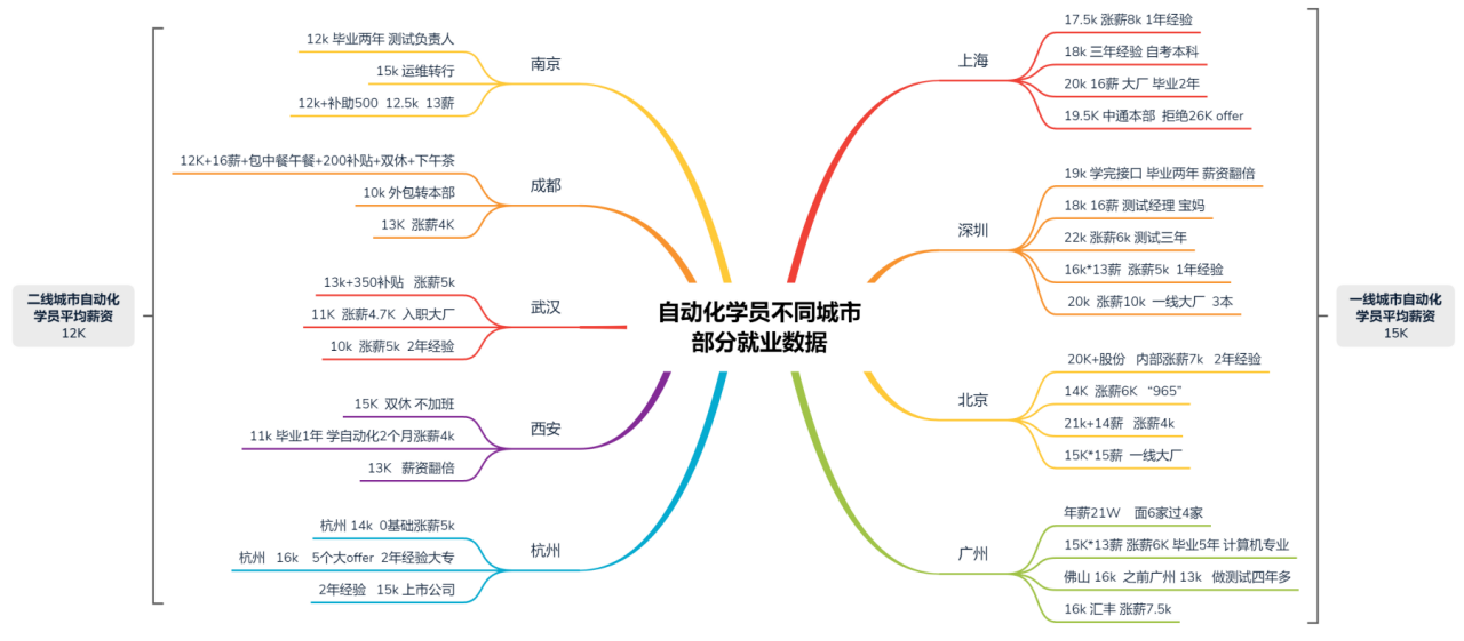 自动化学员不同城市
部分就业数据
二线城市自动化
学员平均薪资
12K
南京
12k 毕业两年 测试负责人
15k 运维转行
12k+补助500 12.5k 13薪
成都
12K+16薪+包中餐午餐+200补贴+双休+下午茶
10k 外包转本部
13K 涨薪4K
武汉
13k+350补贴 涨薪5k
11K 涨薪4.7K 入职大厂
10k 涨薪5k 2年经验
西安
15K 双休 不加班
11k 毕业1年 学自动化2个月涨薪4k
13K 薪资翻倍
杭州
杭州 14k 0基础涨薪5k
杭州 16k 5个大offer 2年经验大专
2年经验 15k 上市公司
上海
17.5k 涨薪8k 1年经验
18k 三年经验 自考本科
20k 16薪 大厂 毕业2年
19.5K 中通本部 拒绝26K offer
深圳
19k 学完接口 毕业两年 薪资翻倍
18k 16薪 测试经理 宝妈
22k 涨薪6k 测试三年
16k*13薪 涨薪5k 1年经验
20k 涨薪10k 一线大厂 3本
北京
20K+股份 内部涨薪7k 2年经验
14K 涨薪6K “965”
21k+14薪 涨薪4k
15K*15薪 一线大厂
广州
年薪21W 面6家过4家
15K*13薪 涨薪6K 毕业5年 计算机专业
佛山 16k 之前广州 13k 做测试四年多
16k 汇丰 涨薪7.5k
一线城市自动化
学员平均薪资
15K